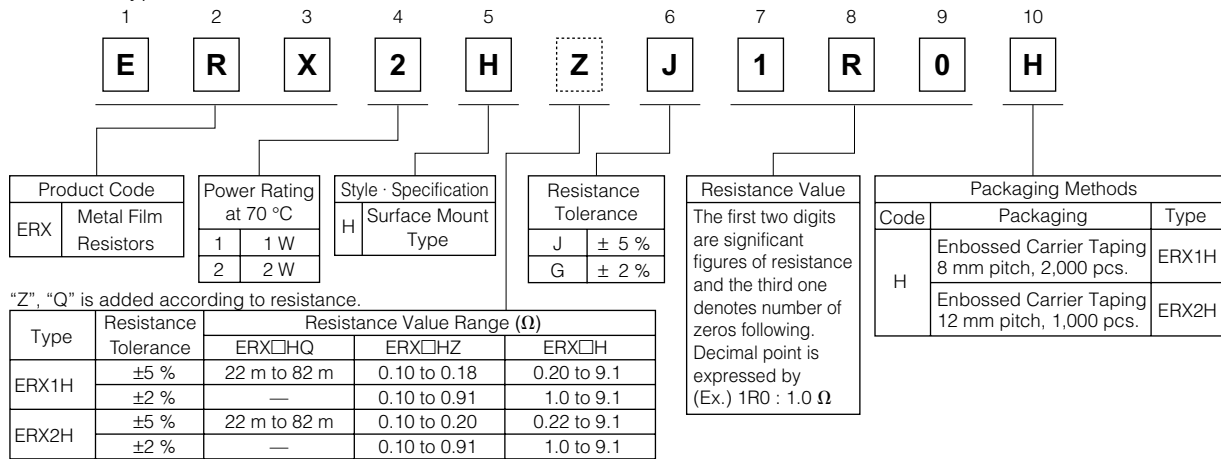 1 2 3 4 5 6 7 8 9 10
E R X 2 H Z J 1 R 0 H
Product Code
ERX Metal Film Resistors
Power Rating
at 70 °C
1 1 W
2 2 W
Style · Specification
H Surface Mount Type
Resistance
Tolerance
J ± 5 %
G ± 2 %
Resistance Value
The first two digits
are significant
figures of resistance
and the third one
denotes number of
zeros following.
Decimal point is
expressed by
(Ex.) 1R0 : 1.0 Ω
Packaging Methods
Code Packaging Type
H
Enbossed Carrier Taping
8 mm pitch, 2,000 pcs.
ERX1H
Enbossed Carrier Taping
12 mm pitch, 1,000 pcs.
ERX2H
“Z”, “Q” is added according to resistance.
Type Resistance Tolerance Resistance Value Range (Ω)
ERX□HQ ERX□HZ ERX□H
ERX1H ±5 % 22 m to 82 m 0.10 to 0.18 0.20 to 9.1
±2 % — 0.10 to 0.91 1.0 to 9.1
ERX2H ±5 % 22 m to 82 m 0.10 to 0.20 0.22 to 9.1
±2 % — 0.10 to 0.91 1.0 to 9.1